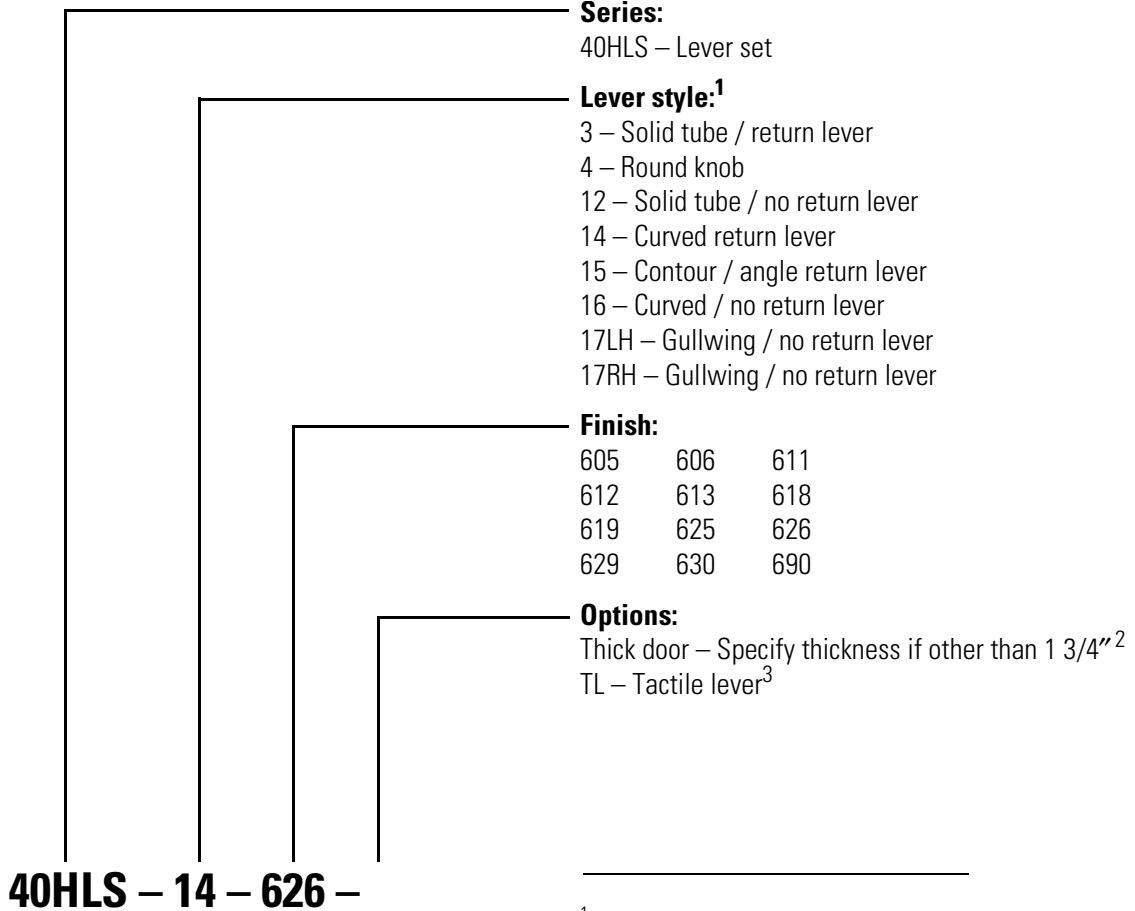 Series:
40HLS – Lever set
Lever style:1
3 – Solid tube / return lever
4 – Round knob
12 – Solid tube / no return lever
14 – Curved return lever
15 – Contour / angle return lever
16 – Curved / no return lever
17LH – Gullwing / no return lever
17RH – Gullwing / no return lever
Finish:
605 606 611
612 613 618
619 625 626
629 630 690
Options:
Thick door – Specify thickness if other than 1 3/4″ 2
TL – Tactile lever3
40HLS – 14 – 626 –
1